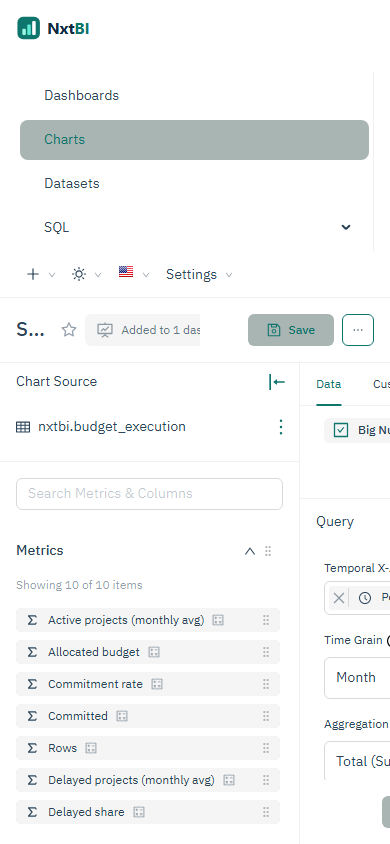 NxtBI
Dashboards
Charts
Datasets
SQL
Settings
S...
Added to 1 das
Save
Chart Source
nxtbi.budget_execution
Search Metrics & Columns
Metrics
Showing 10 of 10 items
Active projects (monthly avg)
Allocated budget
Commitment rate
Committed
Rows
Delayed projects (monthly avg)
Delayed share
Data
Cus
Big Nu
Query
Temporal X-
Time Grain
Month
Aggregation
Total (Su